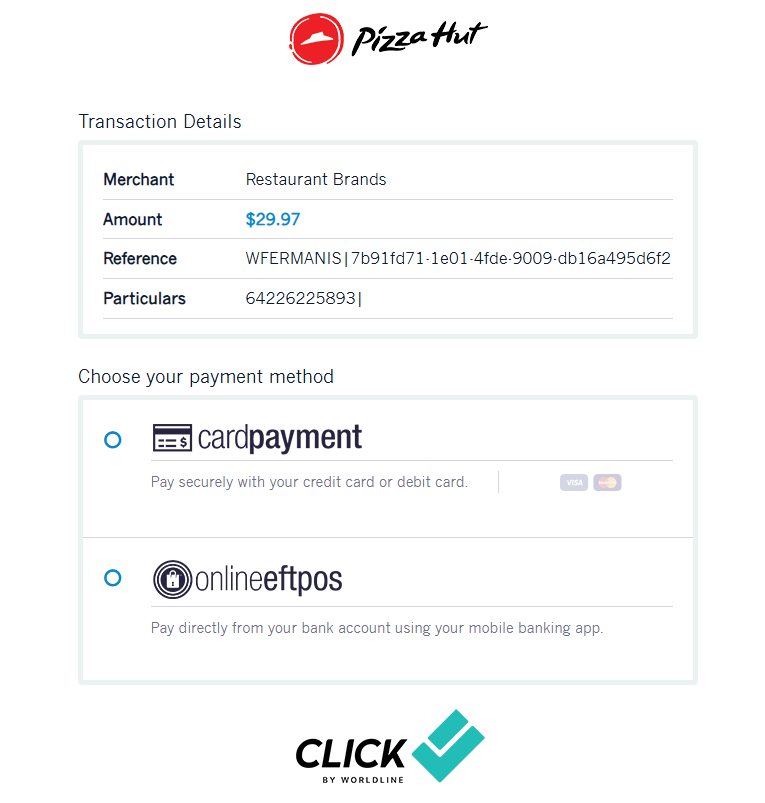 Pizza Hut
Transaction Details
Merchant Restaurant Brands
Amount $29.97
Reference WFERMANIS|7b91fd71-1e01-4fde-9009-db16a495d6f2
Particulars 64226225893|
Choose your payment method
cardpayment
Pay securely with your credit card or debit card. VISA
onlineeftpos
Pay directly from your bank account using your mobile banking app.
CLICK
BY WORLDLINE